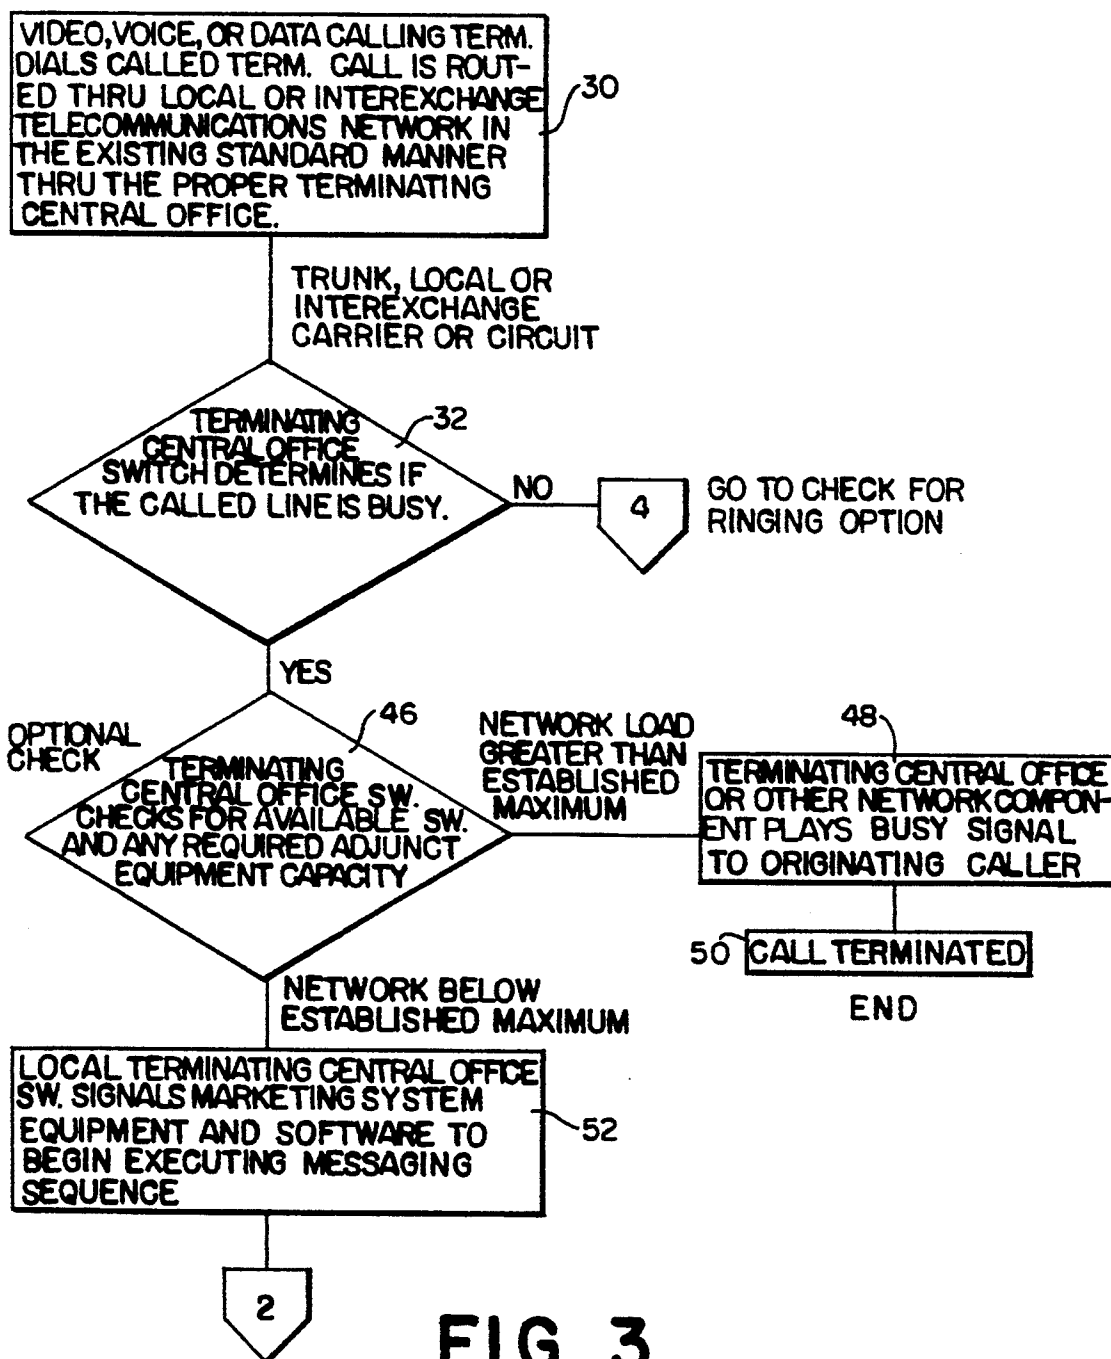 VIDEO, VOICE, OR DATA CALLING TERM.
DIALS CALLED TERM. CALL IS ROUT-
ED THRU LOCAL OR INTEREXCHANGE
TELECOMMUNICATIONS NETWORK IN
THE EXISTING STANDARD MANNER
THRU THE PROPER TERMINATING
CENTRAL OFFICE.
30
TRUNK, LOCAL OR
INTEREXCHANGE
CARRIER OR CIRCUIT
TERMINATING
CENTRAL OFFICE
SWITCH DETERMINES IF
THE CALLED LINE IS BUSY.
32
NO
4
GO TO CHECK FOR
RINGING OPTION
YES
OPTIONAL
CHECK
TERMINATING
CENTRAL OFFICE SW.
CHECKS FOR AVAILABLE SW.
AND ANY REQUIRED ADJUNCT
EQUIPMENT CAPACITY
46
NETWORK LOAD
GREATER THAN
ESTABLISHED
MAXIMUM
48
TERMINATING CENTRAL OFFICE
OR OTHER NETWORK COMPON-
ENT PLAYS BUSY SIGNAL
TO ORIGINATING CALLER
50
CALL TERMINATED
END
NETWORK BELOW
ESTABLISHED MAXIMUM
LOCAL TERMINATING CENTRAL OFFICE
SW. SIGNALS MARKETING SYSTEM
EQUIPMENT AND SOFTWARE TO
BEGIN EXECUTING MESSAGING
SEQUENCE
52
2
FIG. 3